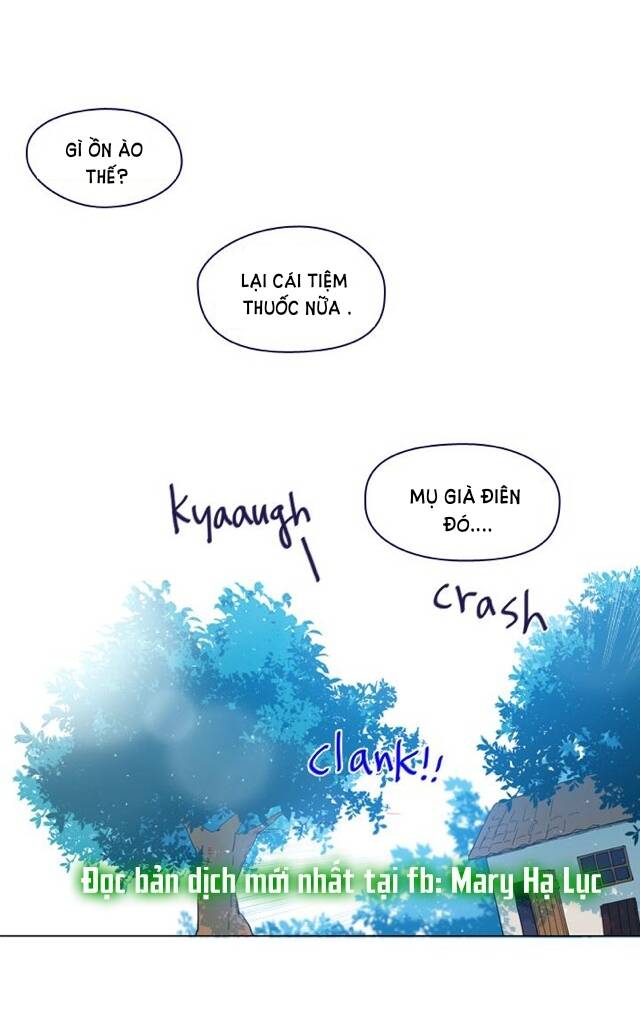 GÌ ỒN ÀO
THẾ?
LẠI CÁI TIỆM
THUỐC NỮA .
MỤ GIÀ ĐIÊN
ĐÓ....
Kyaaugh
crash
clank!!
Đọc bản dịch mới nhất tại fb: Mary Hạ Lục